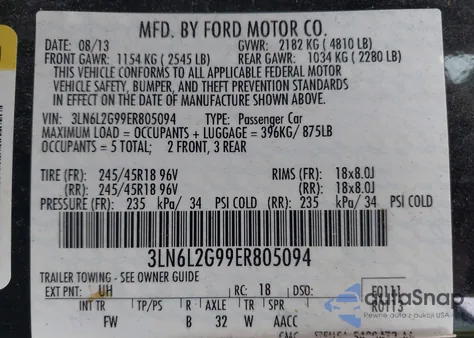 MFD. BY FORD MOTOR CO.
DATE: 08/13 GVWR: 2182 KG ( 4810 LB)
FRONT GAWR: 1154 KG ( 2545 LB) REAR GAWR: 1034 KG ( 2280 LB)
THIS VEHICLE CONFORMS TO ALL APPLICABLE FEDERAL MOTOR
VEHICLE SAFETY, BUMPER, AND THEFT PREVENTION STANDARDS
IN EFFECT ON THE DATE OF MANUFACTURE SHOWN ABOVE.
VIN: 3LN6L2G99ER805094 TYPE: Passenger Car
MAXIMUM LOAD = OCCUPANTS + LUGGAGE = 396KG/ 875LB
OCCUPANTS = 5 TOTAL; 2 FRONT, 3 REAR
TIRE (FR): 245/45R18 96V RIMS (FR): 18x8.0J
(RR): 245/45R18 96V (RR): 18x8.0J
PRESSURE (FR): 235 kPa/ 34 PSI COLD (RR): 235 kPa/ 34 PSI COLD
3LN6L2G99ER805094
TRAILER TOWING - SEE OWNER GUIDE
EXT PNT: UH RC: 18 DSO:
INT TR TP/PS R AXLE TR SPR
FW B 32 W AACC
autoSnap
Pewne auta z aukcji USA